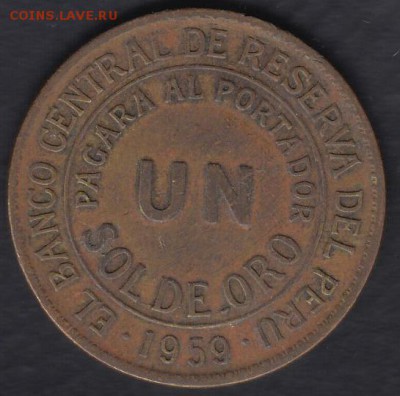 COINS.LAVE.RU
EL BANCO CENTRAL DE RESERVA DEL PERU
PAGARA AL PORTADOR
UN
SOL DE ORO
· 1959 ·